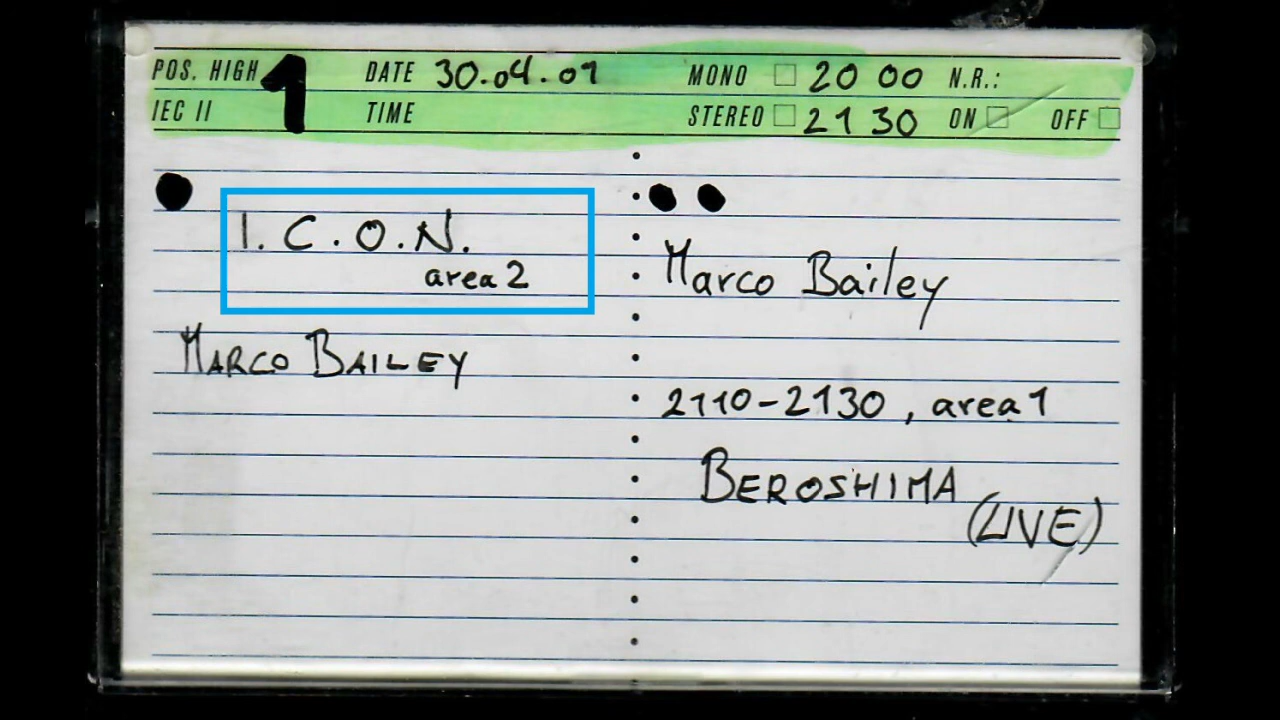 POS. HIGH 1 DATE 30.04.01 MONO 20 00 N.R.:
IEC II TIME STEREO 21 30 ON OFF
I. C. O. N.
area 2
MARCO BAILEY
Marco Bailey
2110-2130, area 1
BEROSHIMA
(LIVE)